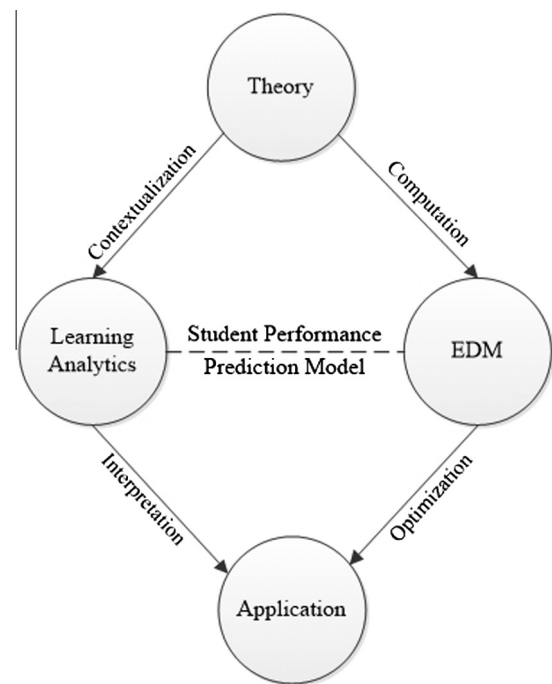 Theory
Contextualization
Computation
Learning
Analytics
Student Performance
Prediction Model
EDM
Interpretation
Optimization
Application